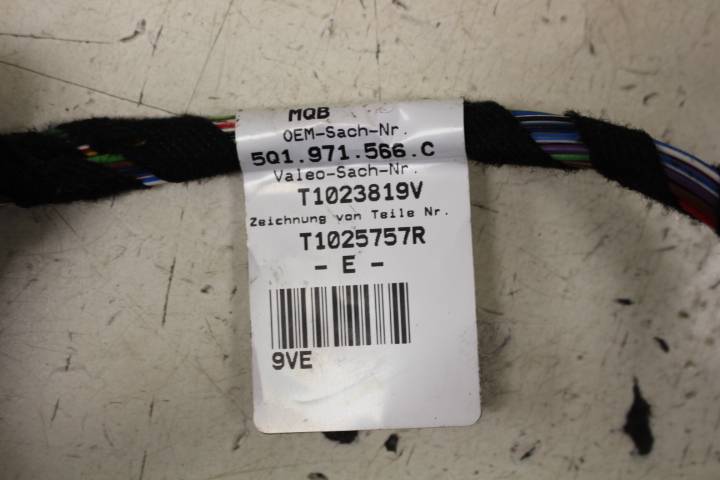 MQB
OEM-Sach-Nr.
5Q1.971.566.C
Valeo-Sach-Nr.
T1023819V
Zeichnung von Teile Nr.
T1025757R
- E -
9VE